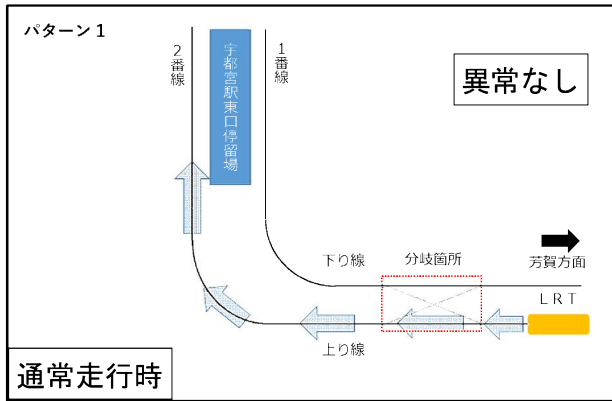 パターン1
2番線
宇都宮駅東口停留場
1番線
異常なし
下り線
分岐箇所
芳賀方面
LRT
上り線
通常走行時